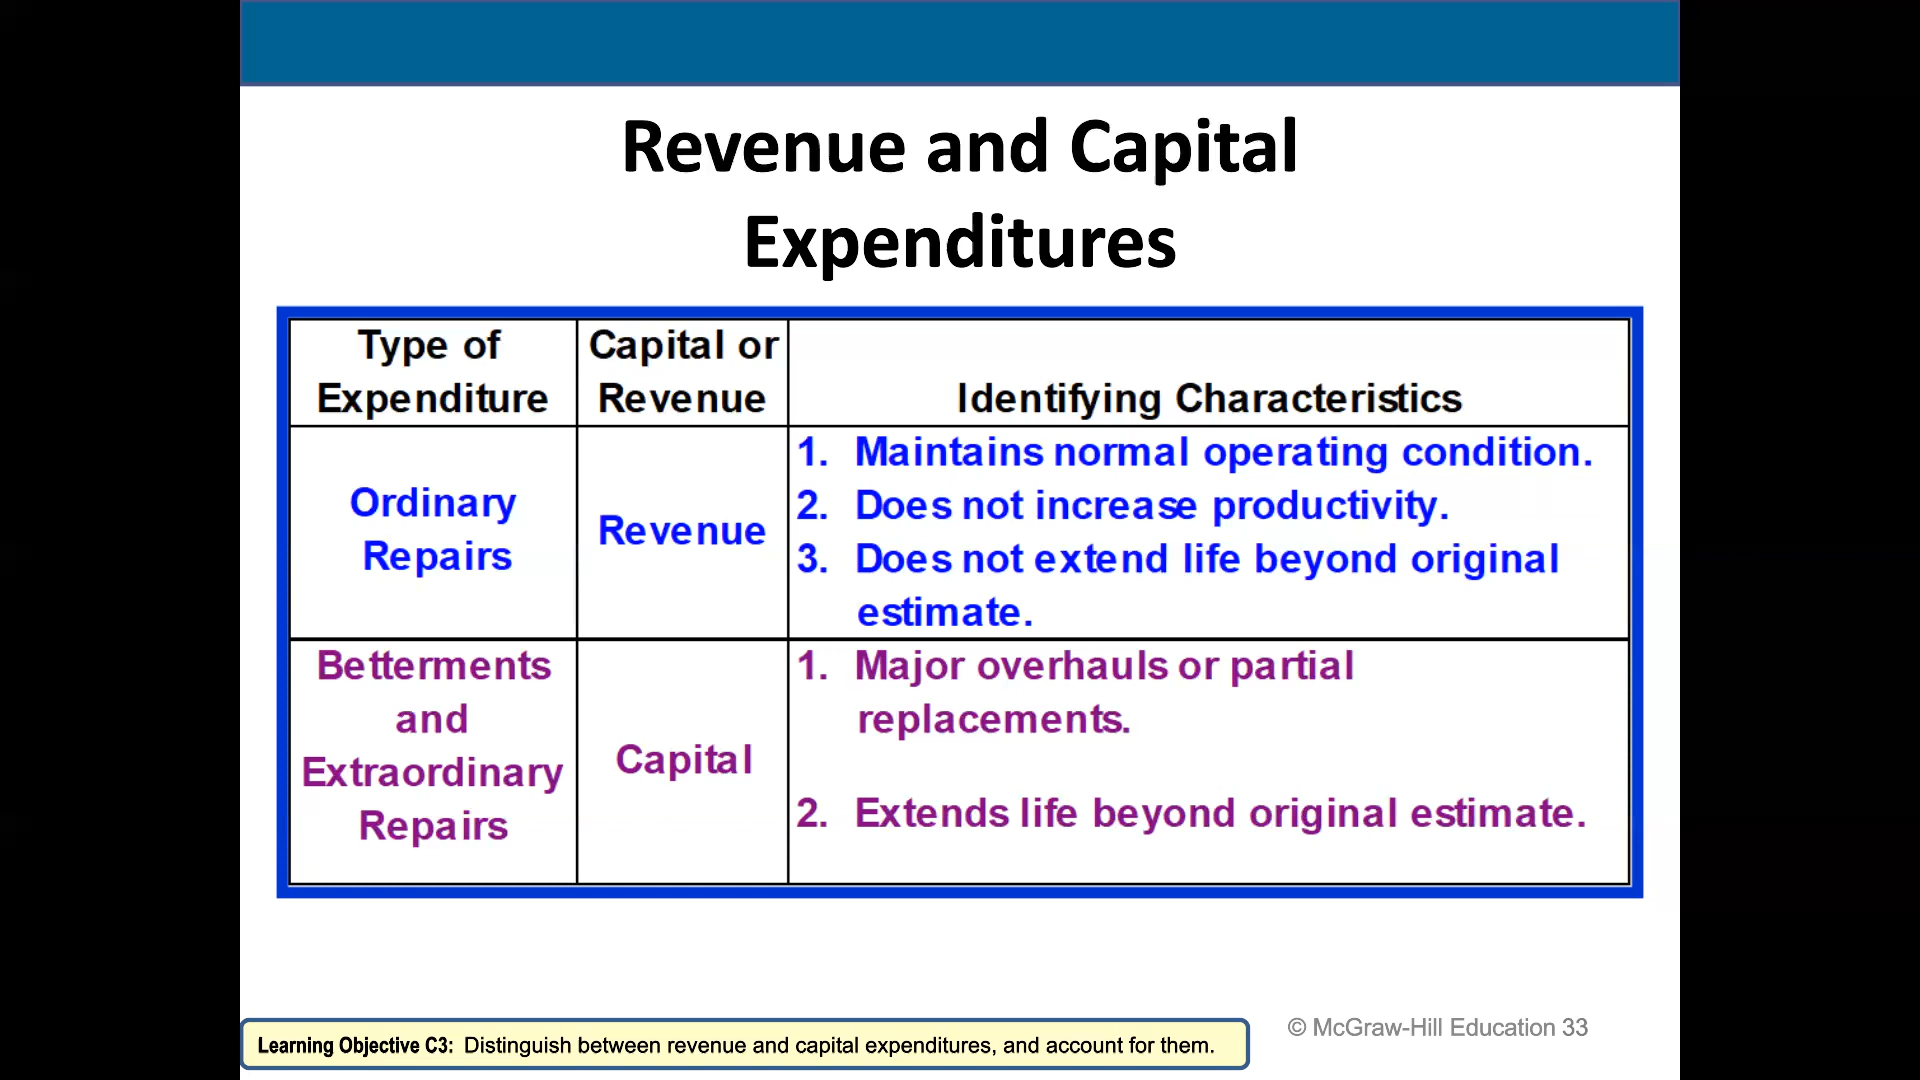 Revenue and Capital
Expenditures
Type of
Expenditure
Capital or
Revenue
Identifying Characteristics
Ordinary
Repairs
Revenue
1. Maintains normal operating condition.
2. Does not increase productivity.
3. Does not extend life beyond original
estimate.
Betterments
and
Extraordinary
Repairs
Capital
1. Major overhauls or partial
replacements.
2. Extends life beyond original estimate.
Learning Objective C3: Distinguish between revenue and capital expenditures, and account for them.
© McGraw-Hill Education 33